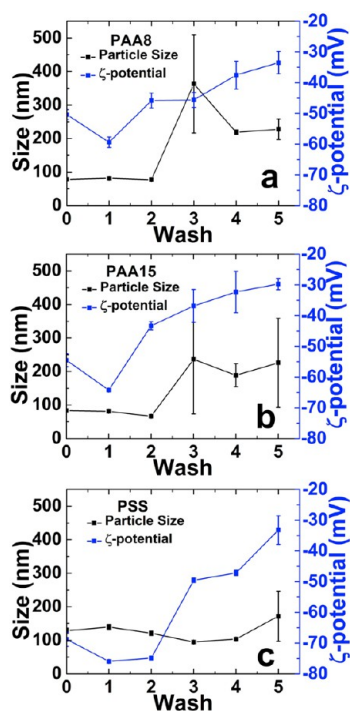 PAA8
Particle Size
ζ-potential
500
400
300
200
100
0
Size (nm)
-20
-30
-40
-50
-60
-70
-80
ζ-potential (mV)
a
0 1 2 3 4 5
Wash
PAA15
Particle Size
ζ-potential
500
400
300
200
100
0
Size (nm)
-20
-30
-40
-50
-60
-70
-80
ζ-potential (mV)
b
0 1 2 3 4 5
Wash
PSS
Particle Size
ζ-potential
500
400
300
200
100
0
Size (nm)
-20
-30
-40
-50
-60
-70
-80
ζ-potential (mV)
c
0 1 2 3 4 5
Wash